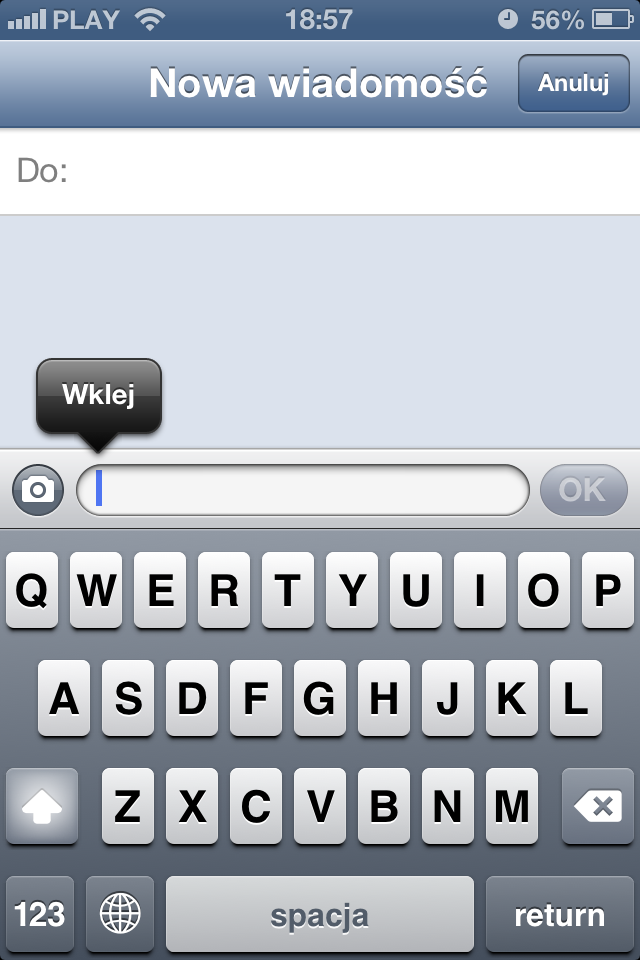 PLAY 18:57 56%
Nowa wiadomość Anuluj
Do:
Wklej
OK
Q W E R T Y U I O P
A S D F G H J K L
Z X C V B N M
123 spacja return